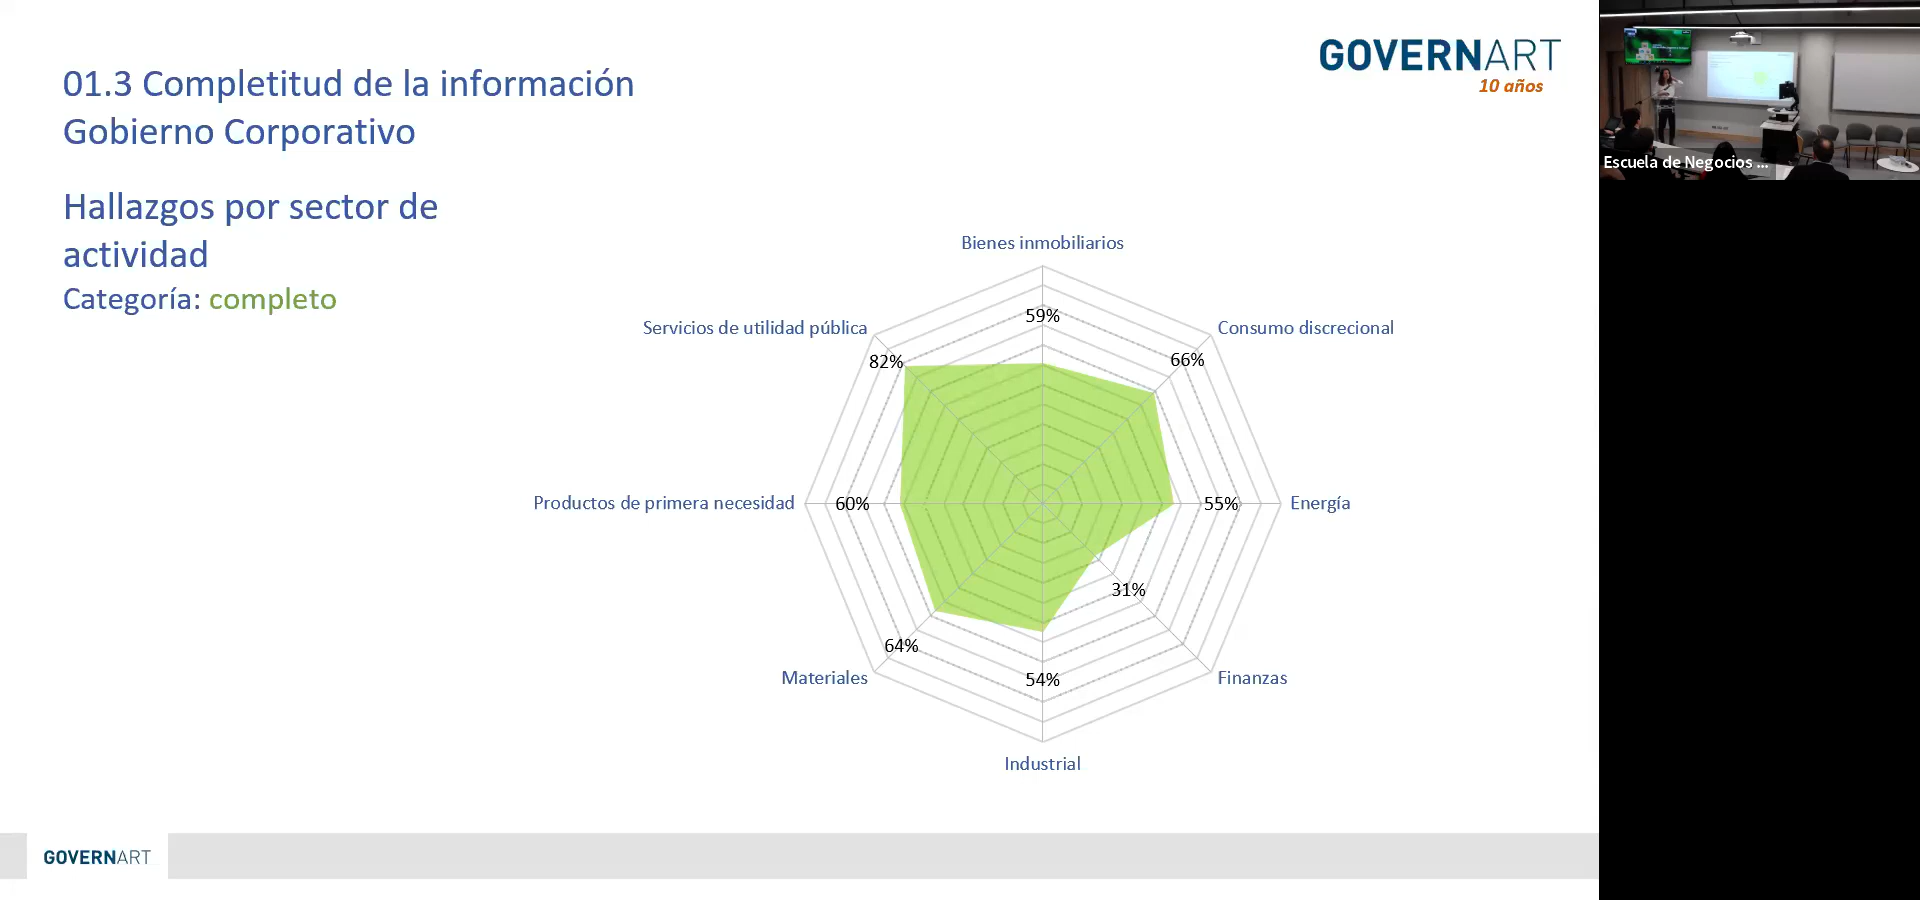 01.3 Completitud de la información
Gobierno Corporativo
Hallazgos por sector de
actividad
Categoría: completo
GOVERNART
10 años
Bienes inmobiliarios
59%
Servicios de utilidad pública
82%
Consumo discrecional
66%
Productos de primera necesidad
60%
55%
Energía
31%
64%
Materiales
54%
Finanzas
Industrial
GOVERNART
Escuela de Negocios ...